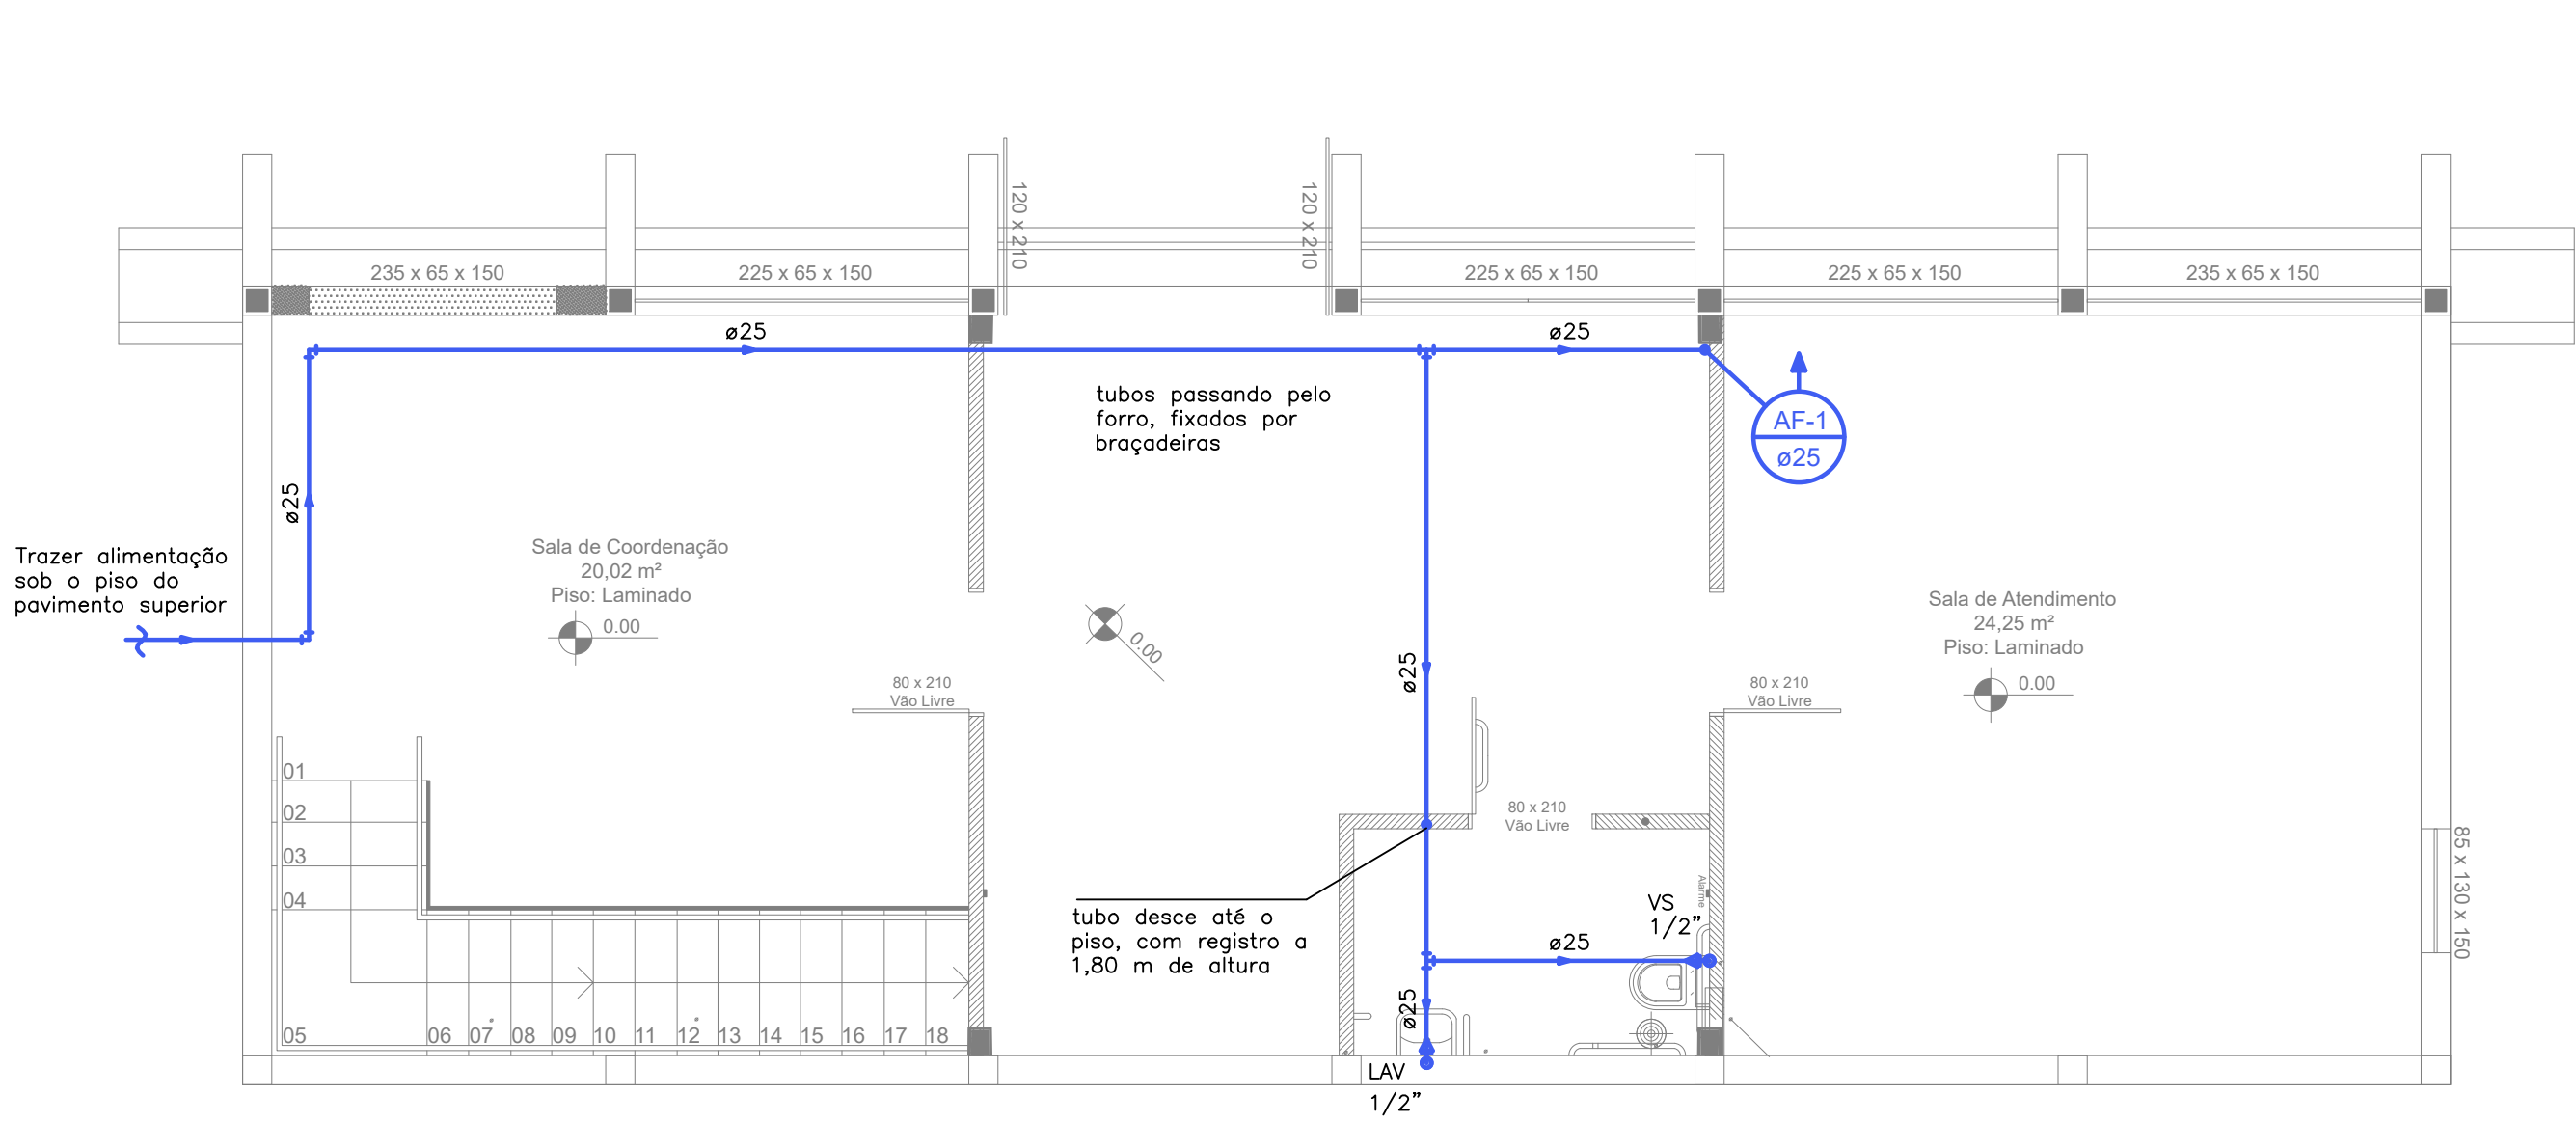 120 x 210
120 x 210
235 x 65 x 150
225 x 65 x 150
225 x 65 x 150
225 x 65 x 150
235 x 65 x 150
ø25
ø25
tubos passando pelo
forro, fixados por
braçadeiras
AF-1
ø25
ø25
Trazer alimentação
sob o piso do
pavimento superior
Sala de Coordenação
20,02 m²
Piso: Laminado
0.00
0.00
Sala de Atendimento
24,25 m²
Piso: Laminado
0.00
ø25
80 x 210
Vão Livre
80 x 210
Vão Livre
80 x 210
Vão Livre
01
02
03
04
05
06
07
08
09
10
11
12
13
14
15
16
17
18
tubo desce até o
piso, com registro a
1,80 m de altura
Alarme
VS
1/2”
ø25
ø25
85 x 130 x 150
LAV
1/2”